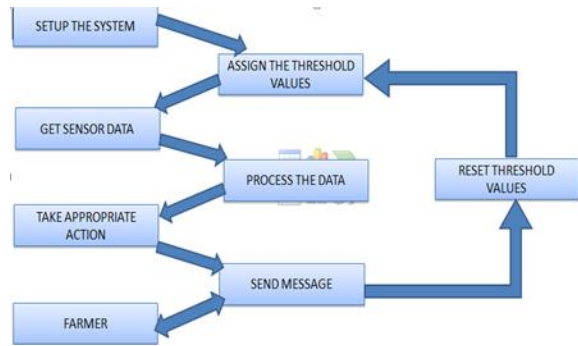 SETUP THE SYSTEM
ASSIGN THE THRESHOLD
VALUES
GET SENSOR DATA
PROCESS THE DATA
RESET THRESHOLD
VALUES
TAKE APPROPRIATE
ACTION
SEND MESSAGE
FARMER